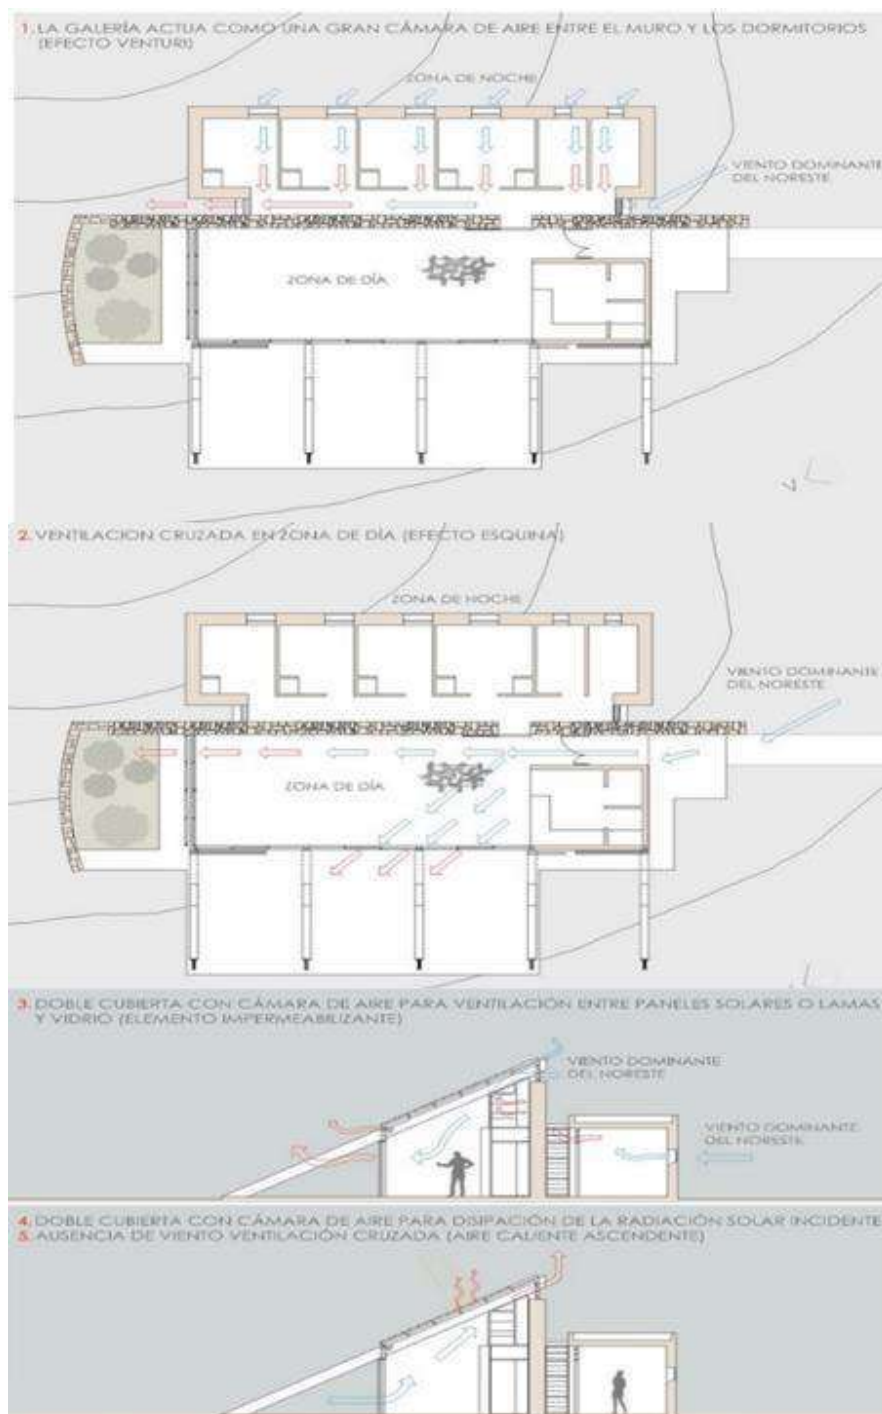 1. LA GALERÍA ACTUA COMO UNA GRAN CÁMARA DE AIRE ENTRE EL MURO Y LOS DORMITORIOS
(EFECTO VENTURI)
ZONA DE NOCHE
VIENTO DOMINANTE
DEL NORESTE
ZONA DE DÍA
2. VENTILACION CRUZADA EN ZONA DE DÍA (EFECTO ESQUINA)
ZONA DE NOCHE
VIENTO DOMINANTE
DEL NORESTE
ZONA DE DÍA
3. DOBLE CUBIERTA CON CÁMARA DE AIRE PARA VENTILACIÓN ENTRE PANELES SOLARES O LAMAS
Y VIDRIO (ELEMENTO IMPERMEABILIZANTE)
VIENTO DOMINANTE
DEL NORESTE
VIENTO DOMINANTE
DEL NORESTE
4. DOBLE CUBIERTA CON CÁMARA DE AIRE PARA DISIPACIÓN DE LA RADIACIÓN SOLAR INCIDENTE
5. AUSENCIA DE VIENTO VENTILACIÓN CRUZADA (AIRE CALIENTE ASCENDENTE)